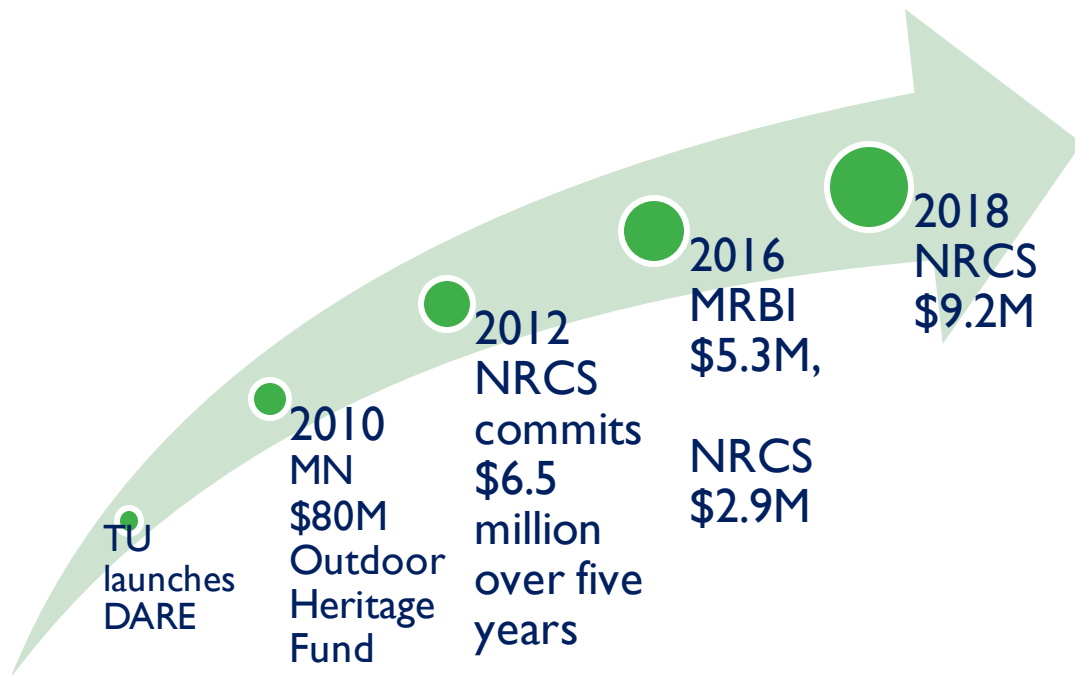 TU
launches
DARE
2010
MN
$80M
Outdoor
Heritage
Fund
2012
NRCS
commits
$6.5
million
over five
years
2016
MRBI
$5.3M,
NRCS
$2.9M
2018
NRCS
$9.2M